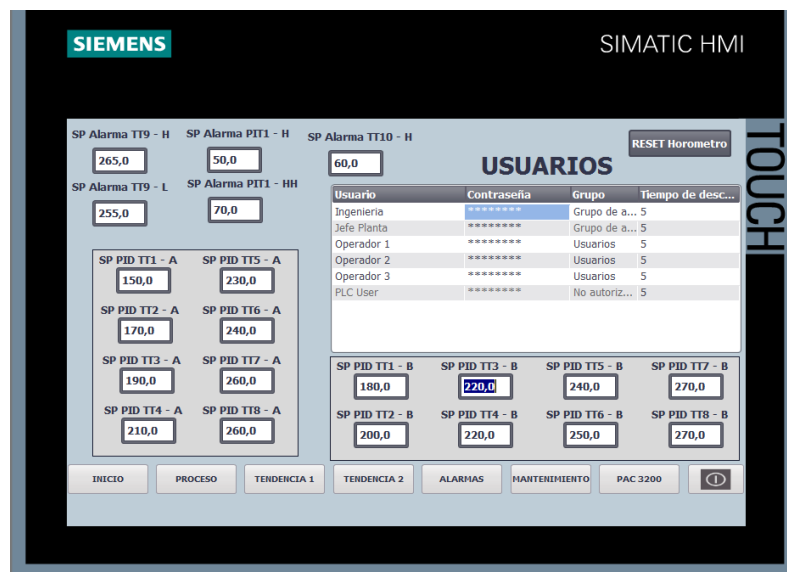 SIEMENS
SIMATIC HMI
TOUCH
SP Alarma TT9 - H
265,0
SP Alarma PIT1 - H
50,0
SP Alarma TT10 - H
60,0
RESET Horometro
SP Alarma TT9 - L
255,0
SP Alarma PIT1 - HH
70,0
USUARIOS
Usuario Contraseña Grupo Tiempo de desc...
Ingenieria ******** Grupo de a... 5
Jefe Planta ******** Grupo de a... 5
Operador 1 ******** Usuarios 5
Operador 2 ******** Usuarios 5
Operador 3 ******** Usuarios 5
PLC User ******** No autoriz... 5
SP PID TT1 - A
150,0
SP PID TT5 - A
230,0
SP PID TT2 - A
170,0
SP PID TT6 - A
240,0
SP PID TT3 - A
190,0
SP PID TT7 - A
260,0
SP PID TT4 - A
210,0
SP PID TT8 - A
260,0
SP PID TT1 - B
180,0
SP PID TT3 - B
220,0
SP PID TT5 - B
240,0
SP PID TT7 - B
270,0
SP PID TT2 - B
200,0
SP PID TT4 - B
220,0
SP PID TT6 - B
250,0
SP PID TT8 - B
270,0
INICIO
PROCESO
TENDENCIA 1
TENDENCIA 2
ALARMAS
MANTENIMIENTO
PAC 3200